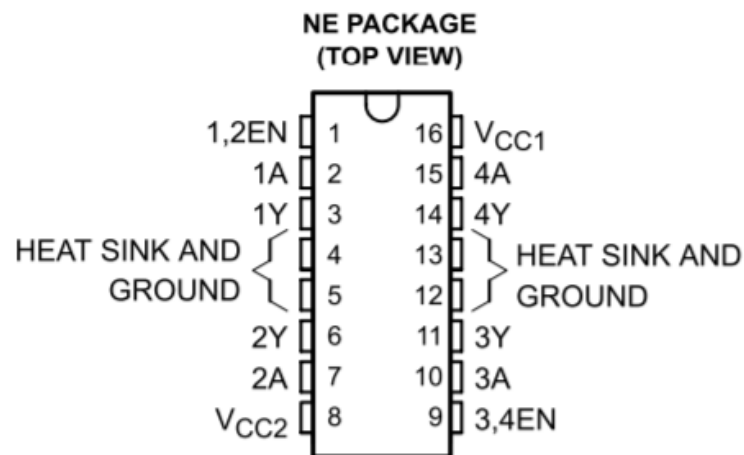 NE PACKAGE
(TOP VIEW)
1,2EN 1 16 VCC1
1A 2 15 4A
1Y 3 14 4Y
HEAT SINK AND 4 13 HEAT SINK AND
GROUND 5 12 GROUND
2Y 6 11 3Y
2A 7 10 3A
VCC2 8 9 3,4EN